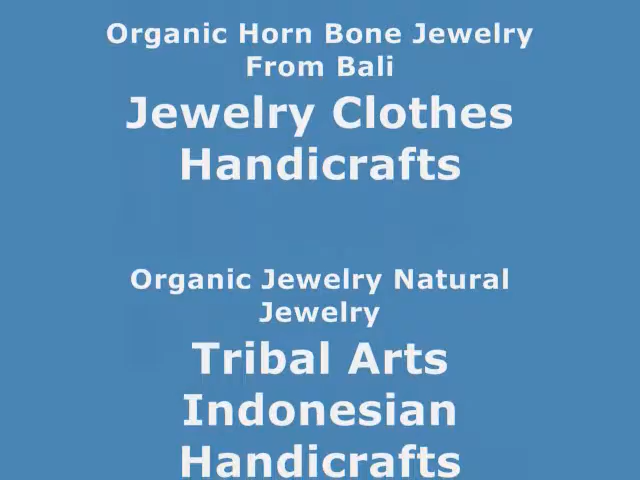 Organic Horn Bone Jewelry
From Bali
Jewelry Clothes
Handicrafts
Organic Jewelry Natural
Jewelry
Tribal Arts
Indonesian
Handicrafts